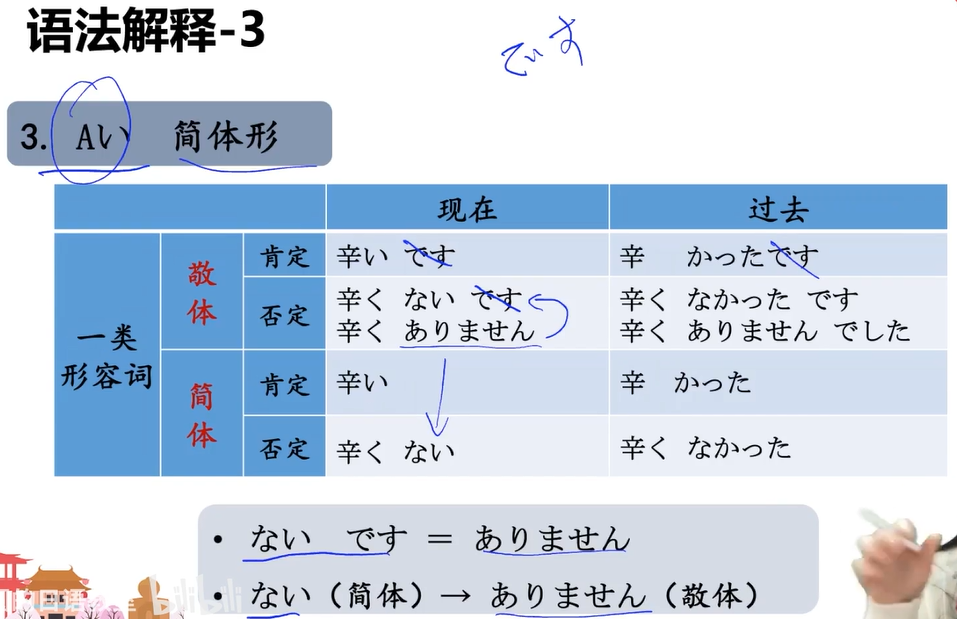 语法解释-3
です
3. Aい 简体形
现在 过去
一类形容词 敬体 肯定 辛い です 辛 かったです
否定 辛く ない です 辛く なかった です
辛く ありません 辛く ありません でした
简体 肯定 辛い 辛 かった
否定 辛く ない 辛く なかった
• ない です = ありません
• ない（简体）→ ありません（敬体）
bilibili